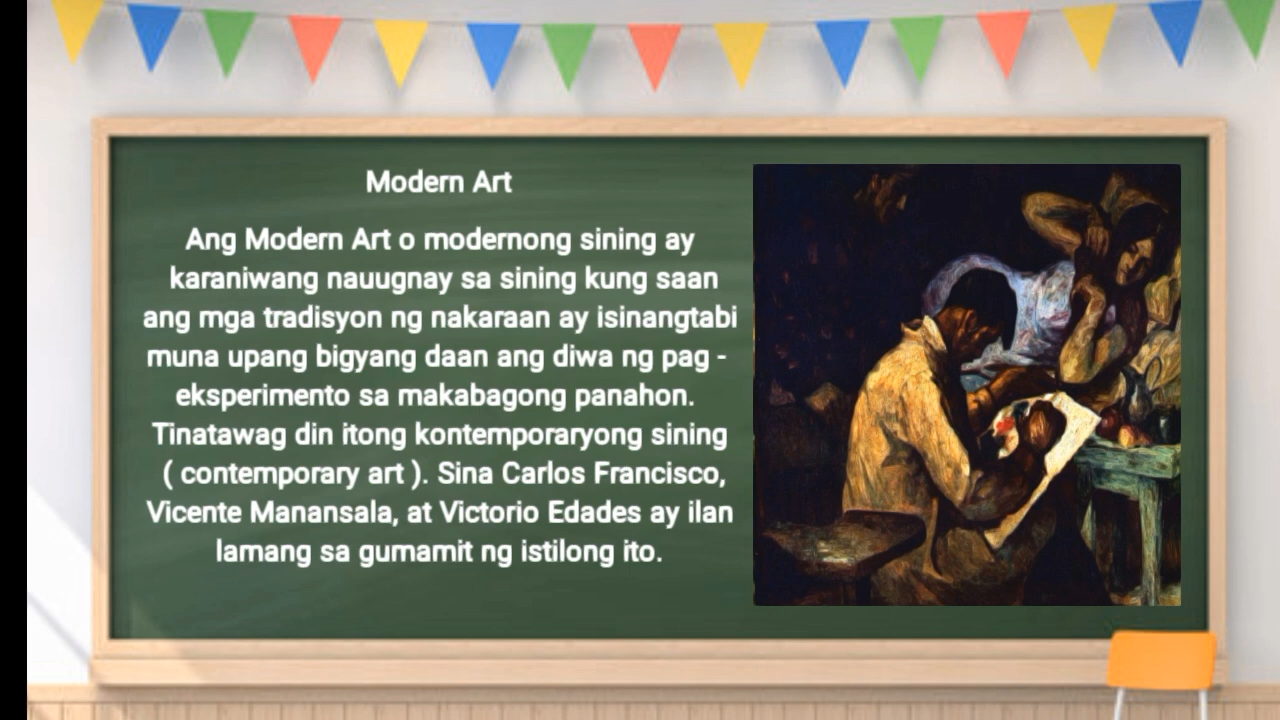 Modern Art
Ang Modern Art o modernong sining ay
karaniwang nauugnay sa sining kung saan
ang mga tradisyon ng nakaraan ay isinangtabi
muna upang bigyang daan ang diwa ng pag -
eksperimento sa makabagong panahon.
Tinatawag din itong kontemporaryong sining
( contemporary art ). Sina Carlos Francisco,
Vicente Manansala, at Victorio Edades ay ilan
lamang sa gumamit ng istilong ito.